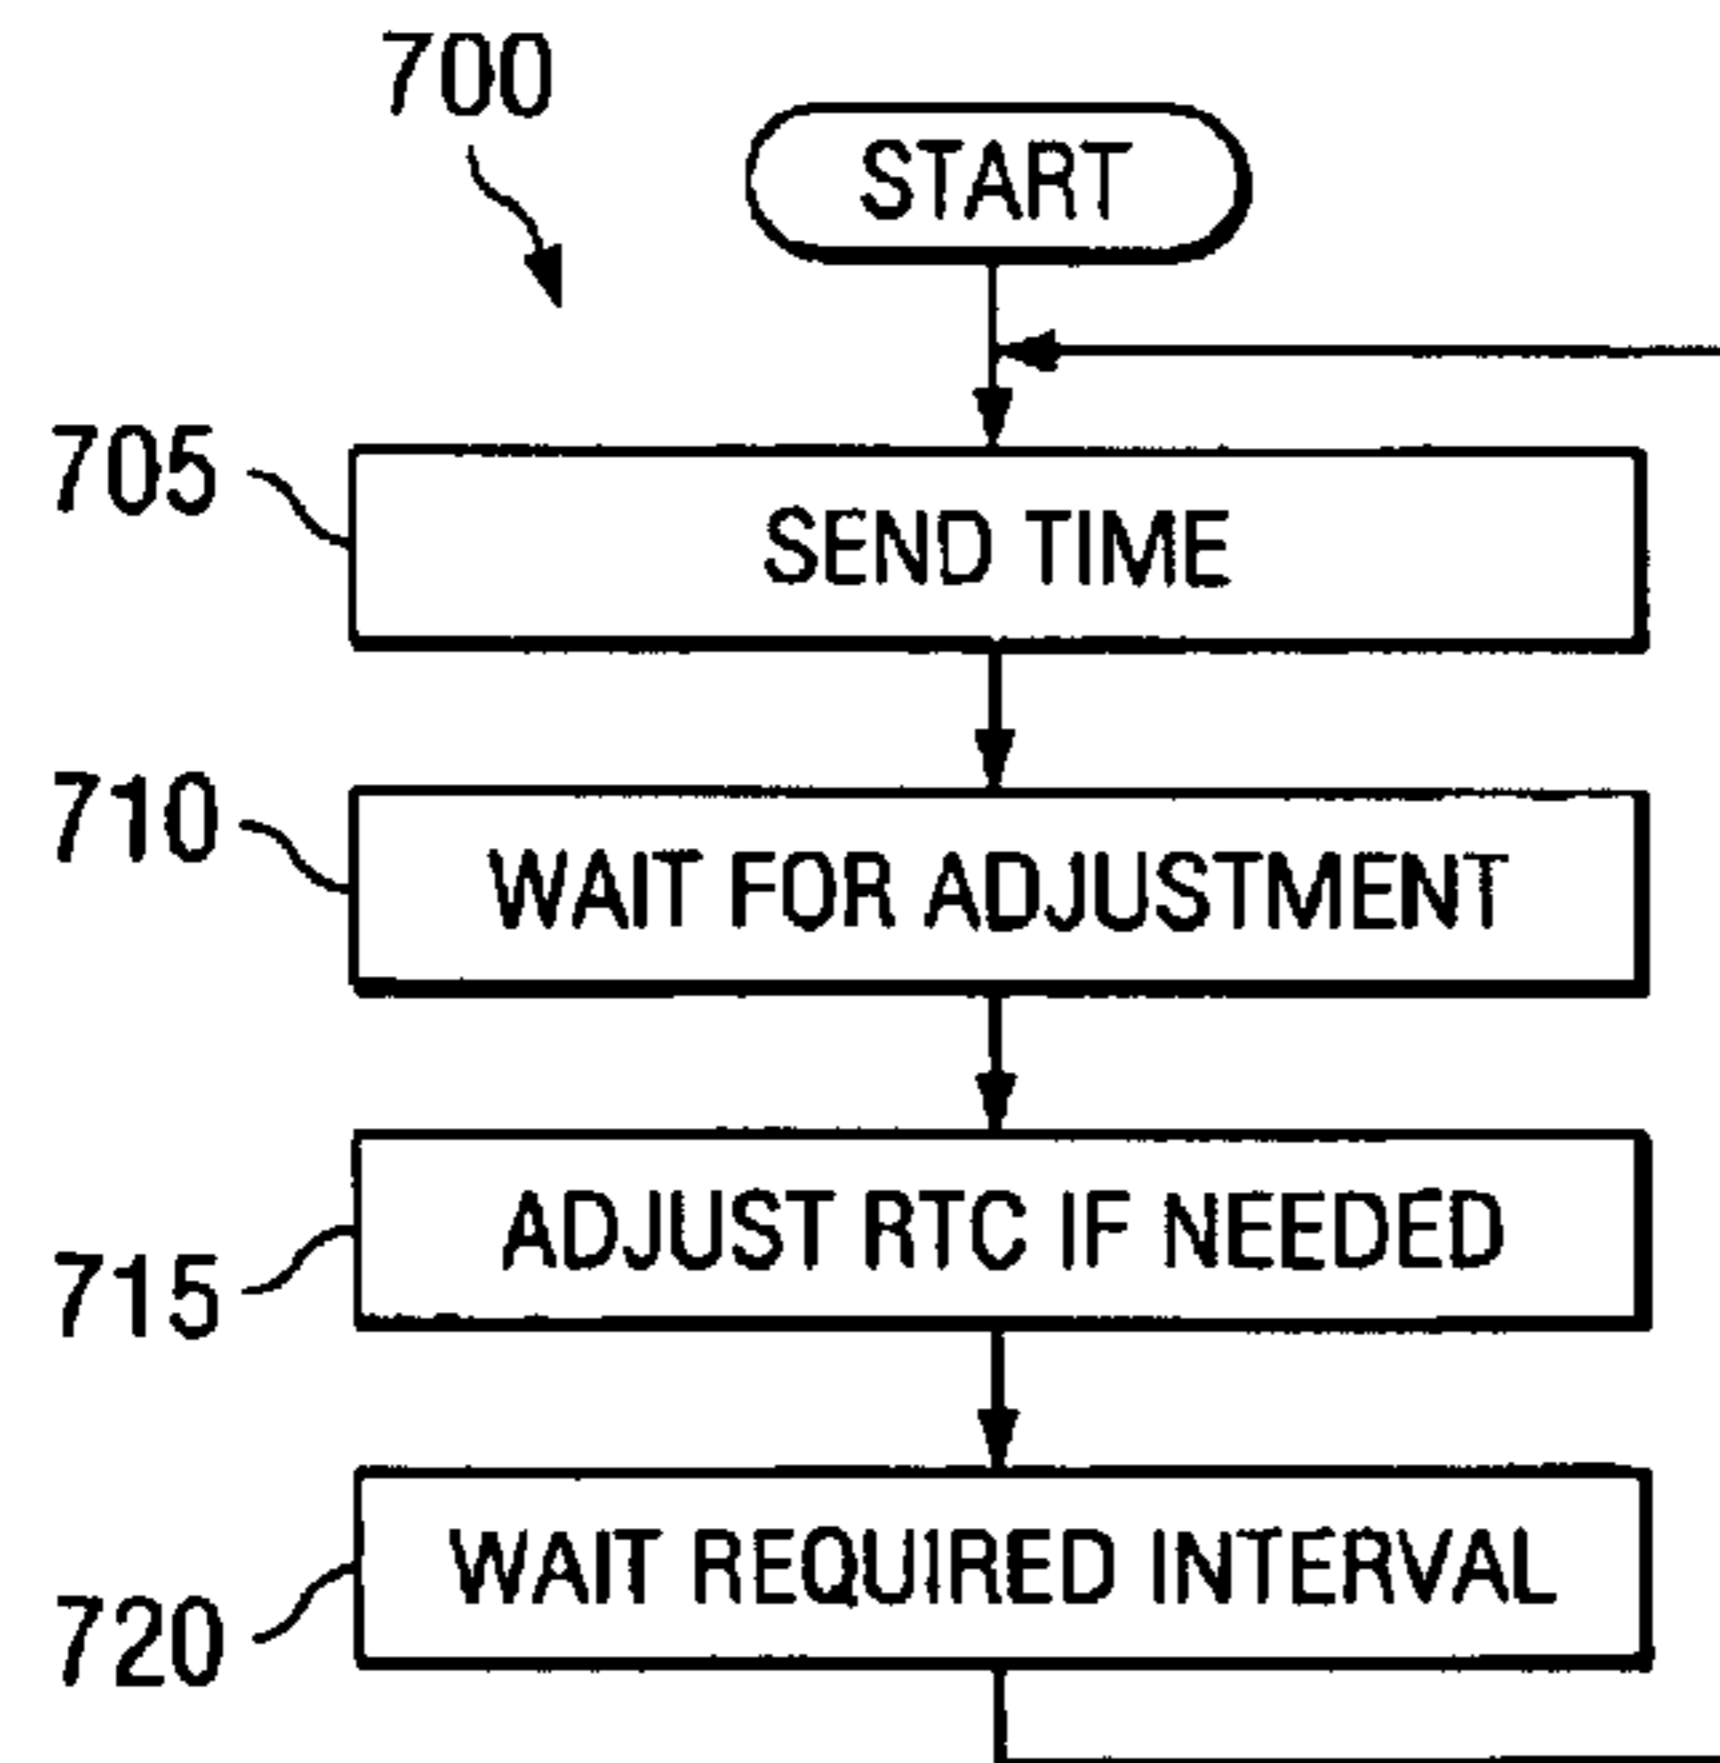 700
START
705
SEND TIME
710
WAIT FOR ADJUSTMENT
715
ADJUST RTC IF NEEDED
720
WAIT REQUIRED INTERVAL